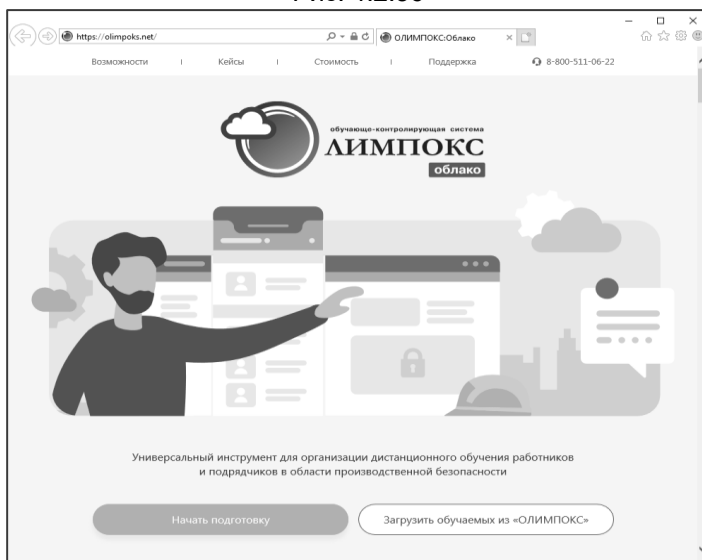 https://olimpoks.net/
ОЛИМПОКС:Облако
Возможности | Кейсы | Стоимость | Поддержка 8-800-511-06-22
обучающе-контролирующая система
ЛИМПОКС
облако
Универсальный инструмент для организации дистанционного обучения работников
и подрядчиков в области производственной безопасности
Начать подготовку
Загрузить обучаемых из «ОЛИМПОКС»